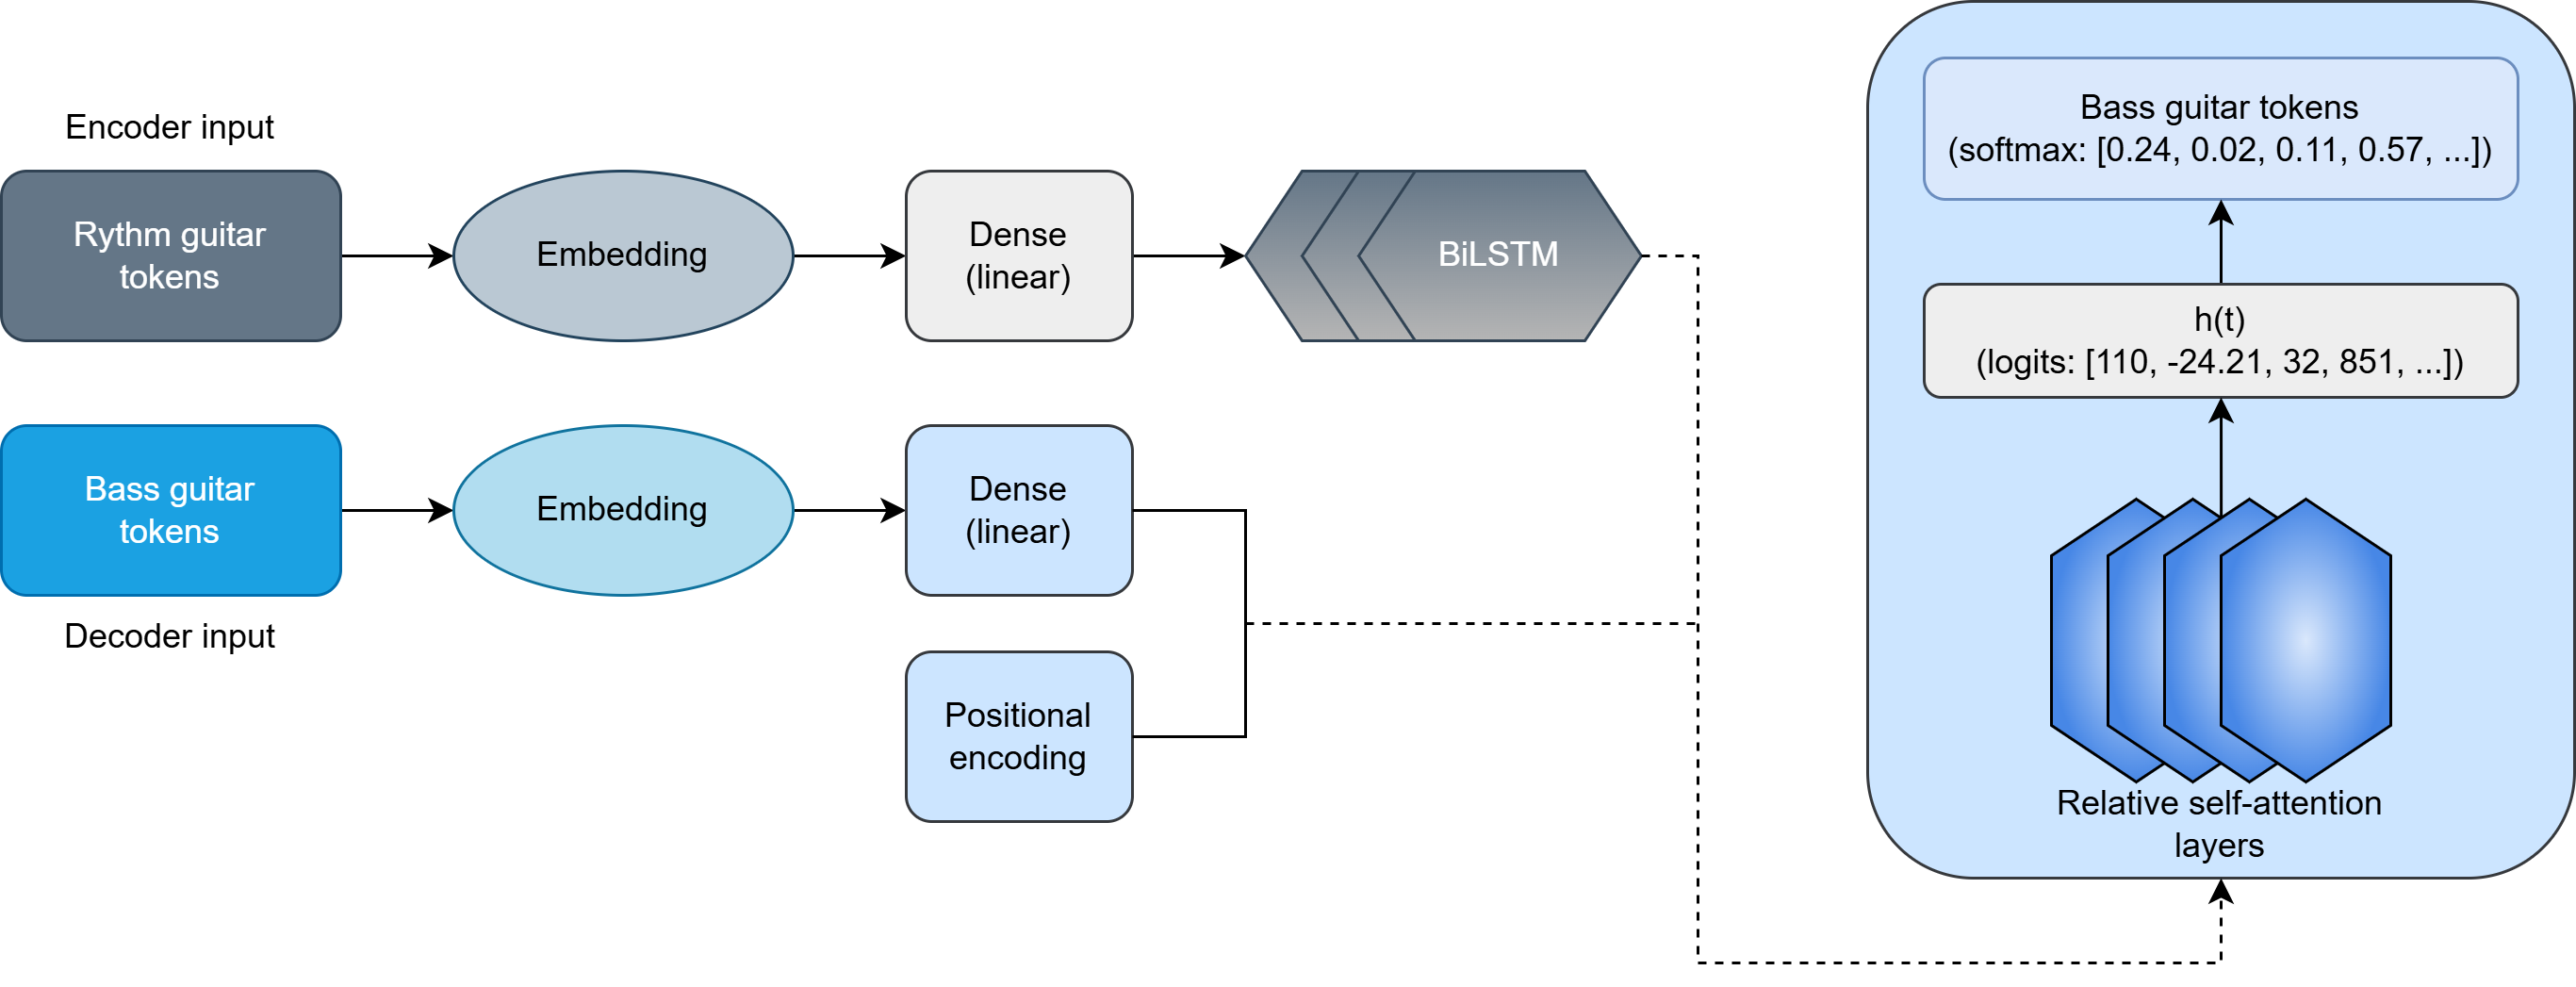 Encoder input
Rythm guitar
tokens
Embedding
Dense
(linear)
BiLSTM
Bass guitar
tokens
Decoder input
Embedding
Dense
(linear)
Positional
encoding
Bass guitar tokens
(softmax: [0.24, 0.02, 0.11, 0.57, ...])
h(t)
(logits: [110, -24.21, 32, 851, ...])
Relative self-attention
layers